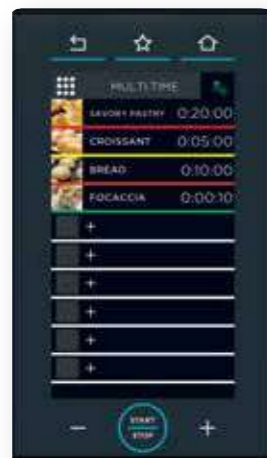 MULTI TIME
SAVORY PASTRY 0:20:00
CROISSANT 0:05:00
BREAD 0:10:00
FOCACCIA 0:00:10
+
+
+
+
+
+
− START STOP +